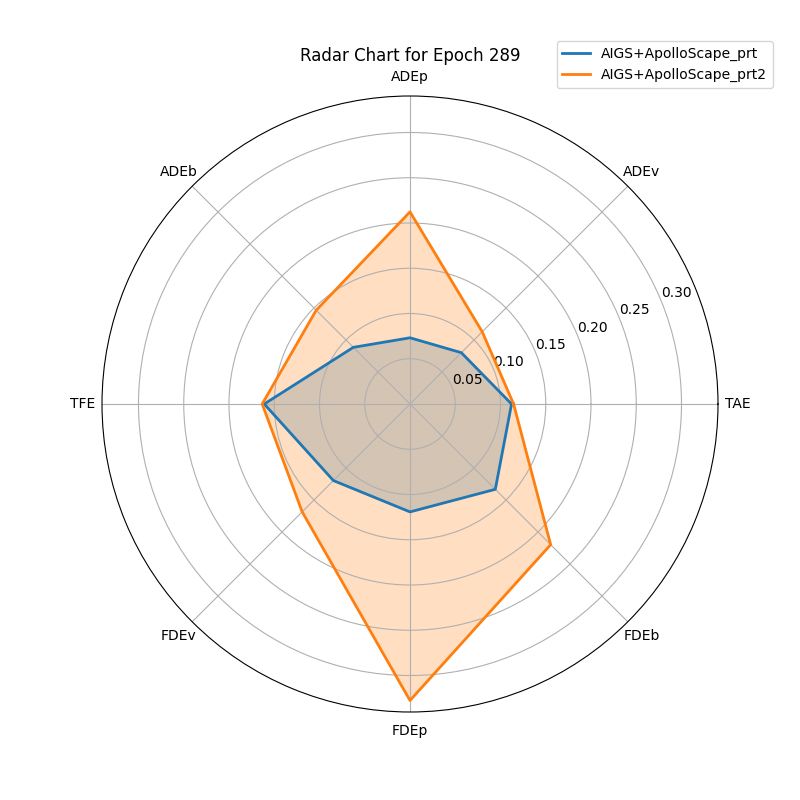 Radar Chart for Epoch 289
AIGS+ApolloScape_prt
AIGS+ApolloScape_prt2
ADEp
ADEb
ADEv
0.30
0.25
0.20
0.15
0.10
0.05
TFE
TAE
FDEv
FDEb
FDEp